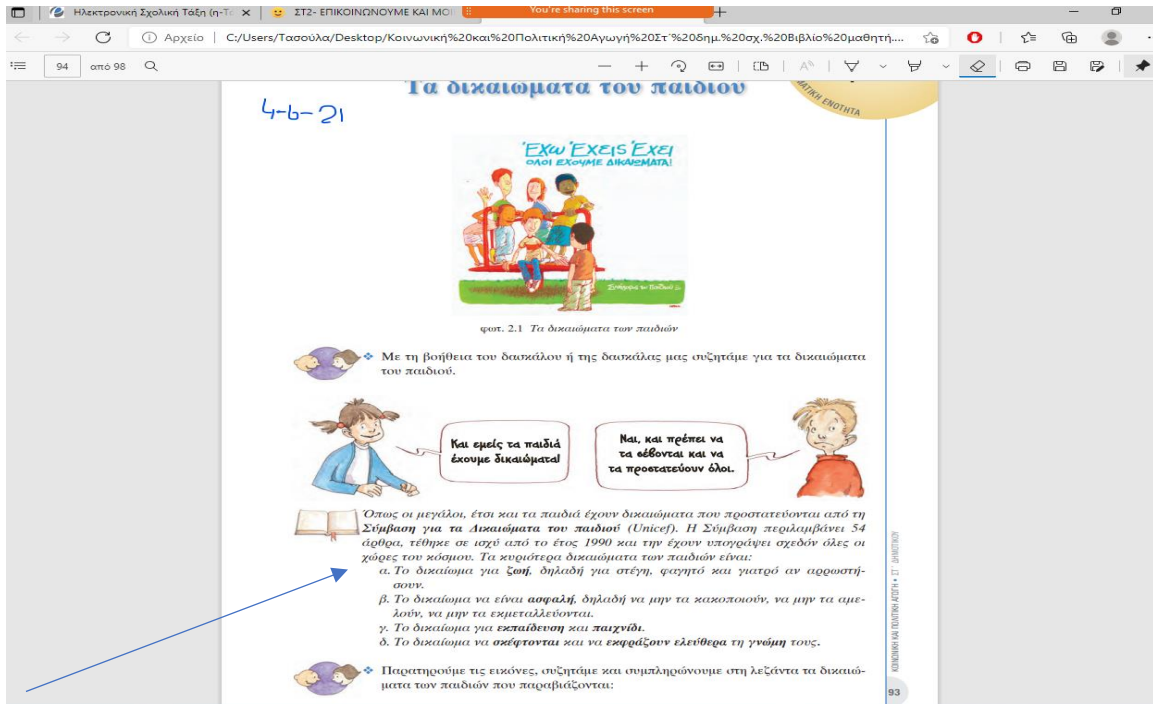 Ηλεκτρονική Σχολική Τάξη (η-Τ
ΣΤ2- ΕΠΙΚΟΙΝΩΝΟΥΜΕ ΚΑΙ ΜΟΙ
You're sharing this screen
Αρχείο | C:/Users/Τασούλα/Desktop/Κοινωνική%20και%20Πολιτική%20Αγωγή%20Στ΄%20δημ.%20σχ.%20Βιβλίο%20μαθητή....
94 από 98
Τα δικαιώματα του παιδιού
ΜΑΤΙΚΗ ΕΝΟΤΗΤΑ
4-6-21
Έχω Έχεις Έχει
ΟΛΟΙ ΕΧΟΥΜΕ ΔΙΚΑΙΩΜΑΤΑ!
Συνήγορος του Παιδιού
φωτ. 2.1 Τα δικαιώματα των παιδιών
❖ Με τη βοήθεια του δασκάλου ή της δασκάλας μας συζητάμε για τα δικαιώματα
του παιδιού.
Και εμείς τα παιδιά
έχουμε δικαιώματα!
Ναι, και πρέπει να
τα σέβονται και να
τα προστατεύουν όλοι.
Όπως οι μεγάλοι, έτσι και τα παιδιά έχουν δικαιώματα που προστατεύονται από τη
Σύμβαση για τα Δικαιώματα του παιδιού (Unicef). Η Σύμβαση περιλαμβάνει 54
άρθρα, τέθηκε σε ισχύ από το έτος 1990 και την έχουν υπογράψει σχεδόν όλες οι
χώρες του κόσμου. Τα κυριότερα δικαιώματα των παιδιών είναι:
α. Το δικαίωμα για ζωή, δηλαδή για στέγη, φαγητό και γιατρό αν αρρωστή-
σουν.
β. Το δικαίωμα να είναι ασφαλή, δηλαδή να μην τα κακοποιούν, να μην τα αμε-
λούν, να μην τα εκμεταλλεύονται.
γ. Το δικαίωμα για εκπαίδευση και παιχνίδι.
δ. Το δικαίωμα να σκέφτονται και να εκφράζουν ελεύθερα τη γνώμη τους.
❖ Παρατηρούμε τις εικόνες, συζητάμε και συμπληρώνουμε στη λεζάντα τα δικαιώ-
ματα των παιδιών που παραβιάζονται:
ΚΟΙΝΩΝΙΚΗ ΚΑΙ ΠΟΛΙΤΙΚΗ ΑΓΩΓΗ • ΣΤ΄ ΔΗΜΟΤΙΚΟΥ
93